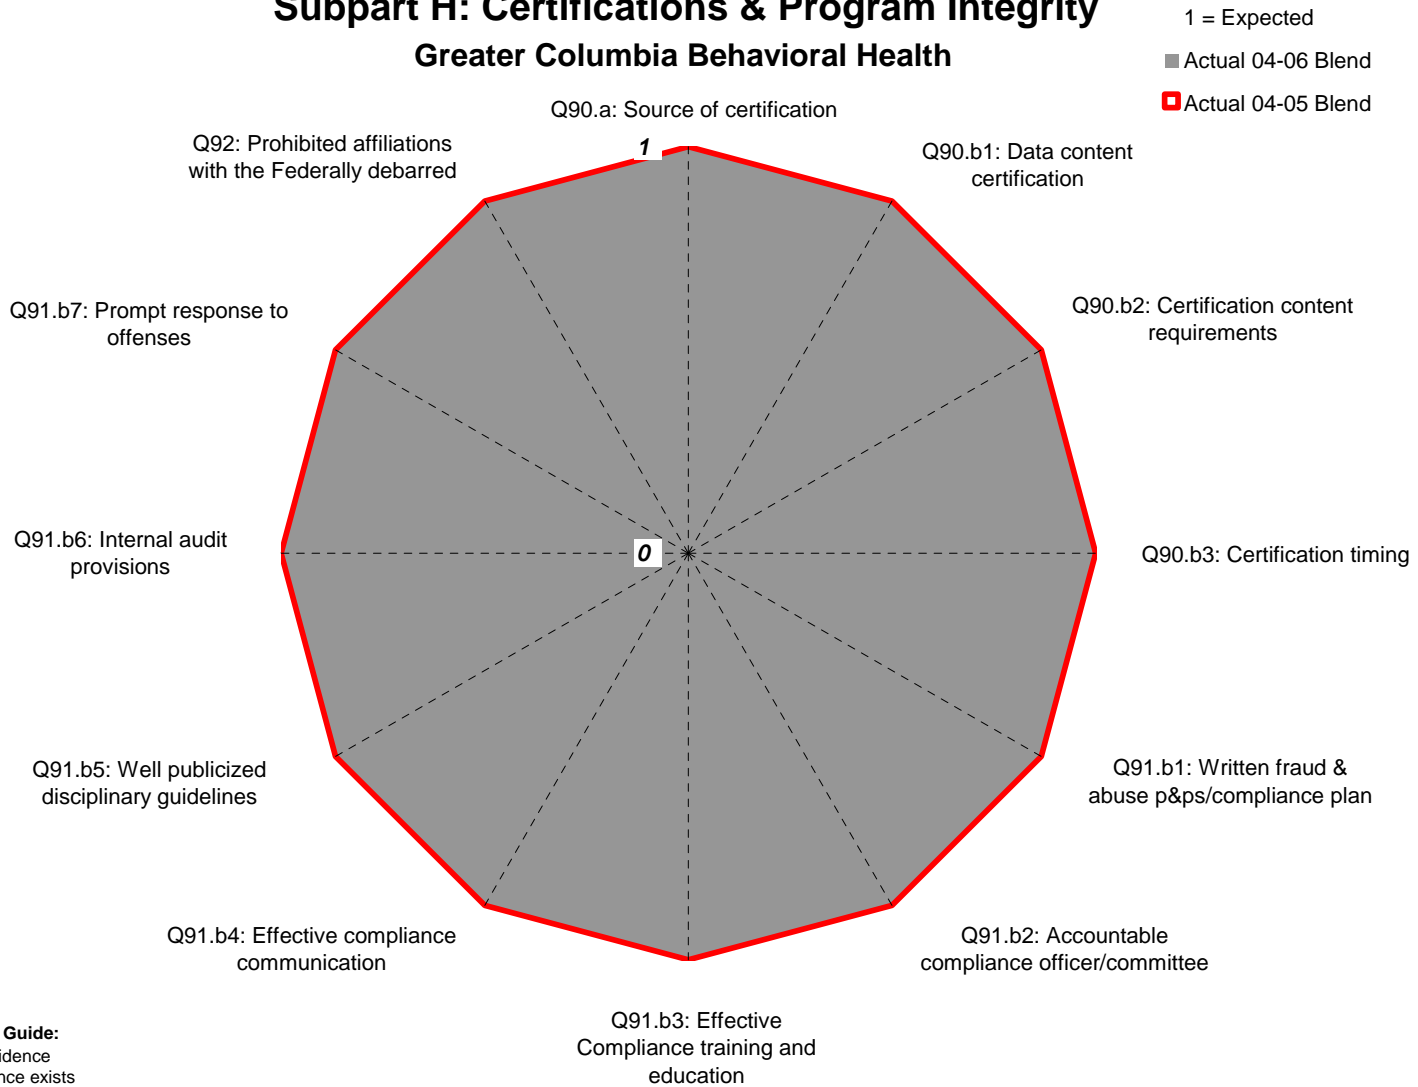 Subpart H: Certifications & Program Integrity
Greater Columbia Behavioral Health
1 = Expected
Actual 04-06 Blend
Actual 04-05 Blend
Q90.a: Source of certification
Q92: Prohibited affiliations
with the Federally debarred
1
Q90.b1: Data content
certification
Q91.b7: Prompt response to
offenses
Q90.b2: Certification content
requirements
Q91.b6: Internal audit
provisions
0
Q90.b3: Certification timing
Q91.b5: Well publicized
disciplinary guidelines
Q91.b1: Written fraud &
abuse p&ps/compliance plan
Q91.b4: Effective compliance
communication
Q91.b2: Accountable
compliance officer/committee
Q91.b3: Effective
Compliance training and
education
Guide:
exists